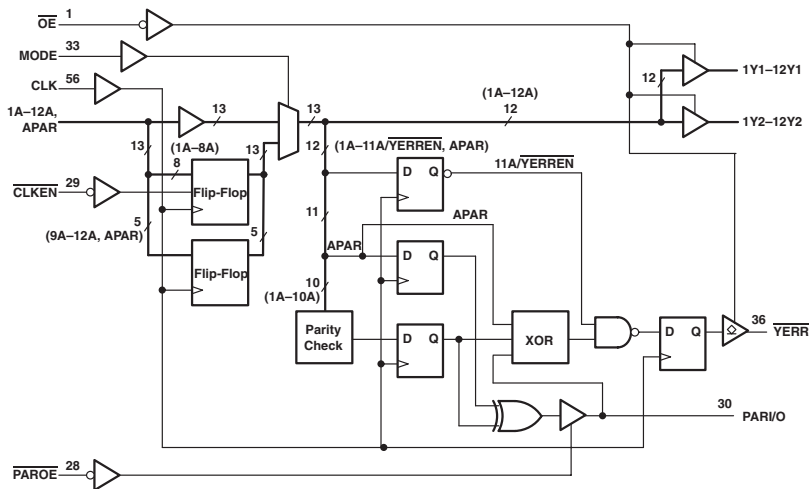 OE 1
MODE 33
CLK 56
1A–12A,
APAR
13
13
13
(1A–12A)
12
12
1Y1–12Y1
1Y2–12Y2
(1A–8A)
8
13
12
(1A–11A/YERREN, APAR)
11A/YERREN
CLKEN 29
Flip-Flop
D Q
5
(9A–12A, APAR)
5
11
APAR
APAR
Flip-Flop
D Q
10
(1A–10A)
Parity
Check
D Q
XOR
D Q
36 YERR
30
PARI/O
PAROE 28